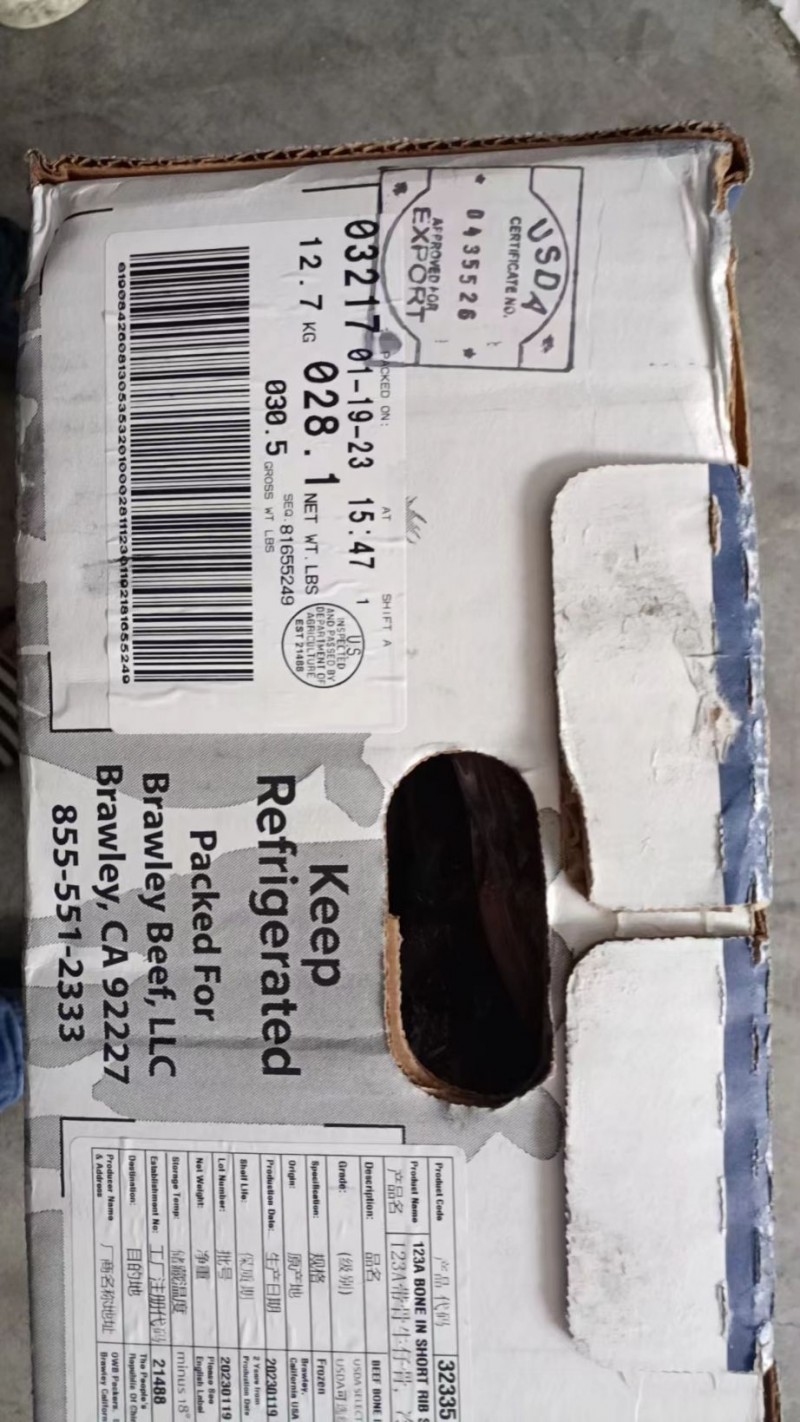 USDA
CERTIFICATE NO.
* 0435526 *
APPROVED FOR
EXPORT
PACKED ON: AT SHIFT A
03217 01-19-23 15:47 1
12.7 KG 028.1 NET WT. LBS
SEQ. 81655249
030.5 GROSS WT LBS
U.S.
INSPECTED
AND PASSED BY
DEPARTMENT OF
AGRICULTURE
EST 21488
Keep
Refrigerated
Packed For
Brawley Beef, LLC
Brawley, CA 92227
855-551-2333
Product Code 产品代码 32335
Product Name 123A BONE IN SHORT RIB
产品名
Description: 品名 BEEF BONE
Grade: (级别) USDA SELECT
Specification: 规格 Frozen
Origin: 原产地 Brawley, California USA
Production Date: 生产日期 20230119
Shelf Life: 保质期 2 Years from Production Date
Lot Number: 批号 20230119
Net Weight: 净重 Please See English Label
Storage Temp: 储藏温度 minus 18°
Establishment No: 工厂注册代码 21488
Destination: 目的地 The People's Republic Of
Producer Name & Address 厂商名称地址 OWB Packers, Brawley